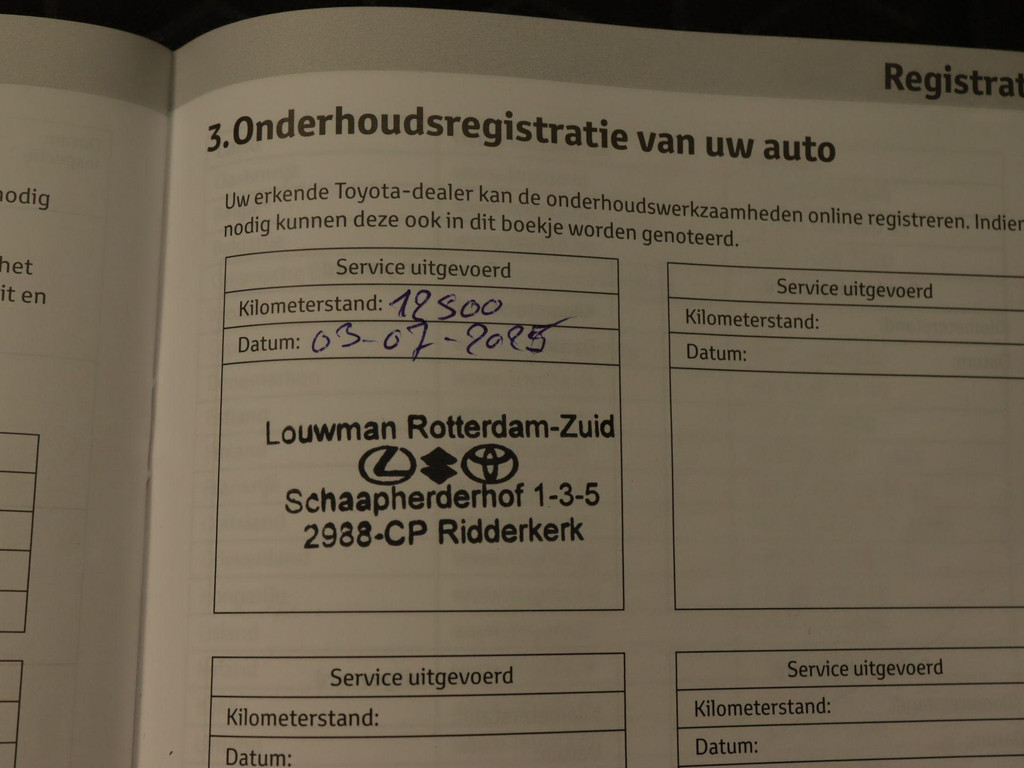 nodig
het
it en
Registrat
3.Onderhoudsregistratie van uw auto
Uw erkende Toyota-dealer kan de onderhoudswerkzaamheden online registreren. Indien
nodig kunnen deze ook in dit boekje worden genoteerd.
Service uitgevoerd
Kilometerstand: 12500
Datum: 03-07-2025
Louwman Rotterdam-Zuid
Schaapherderhof 1-3-5
2988-CP Ridderkerk
Service uitgevoerd
Kilometerstand:
Datum:
Service uitgevoerd
Kilometerstand:
Datum:
Service uitgevoerd
Kilometerstand:
Datum: